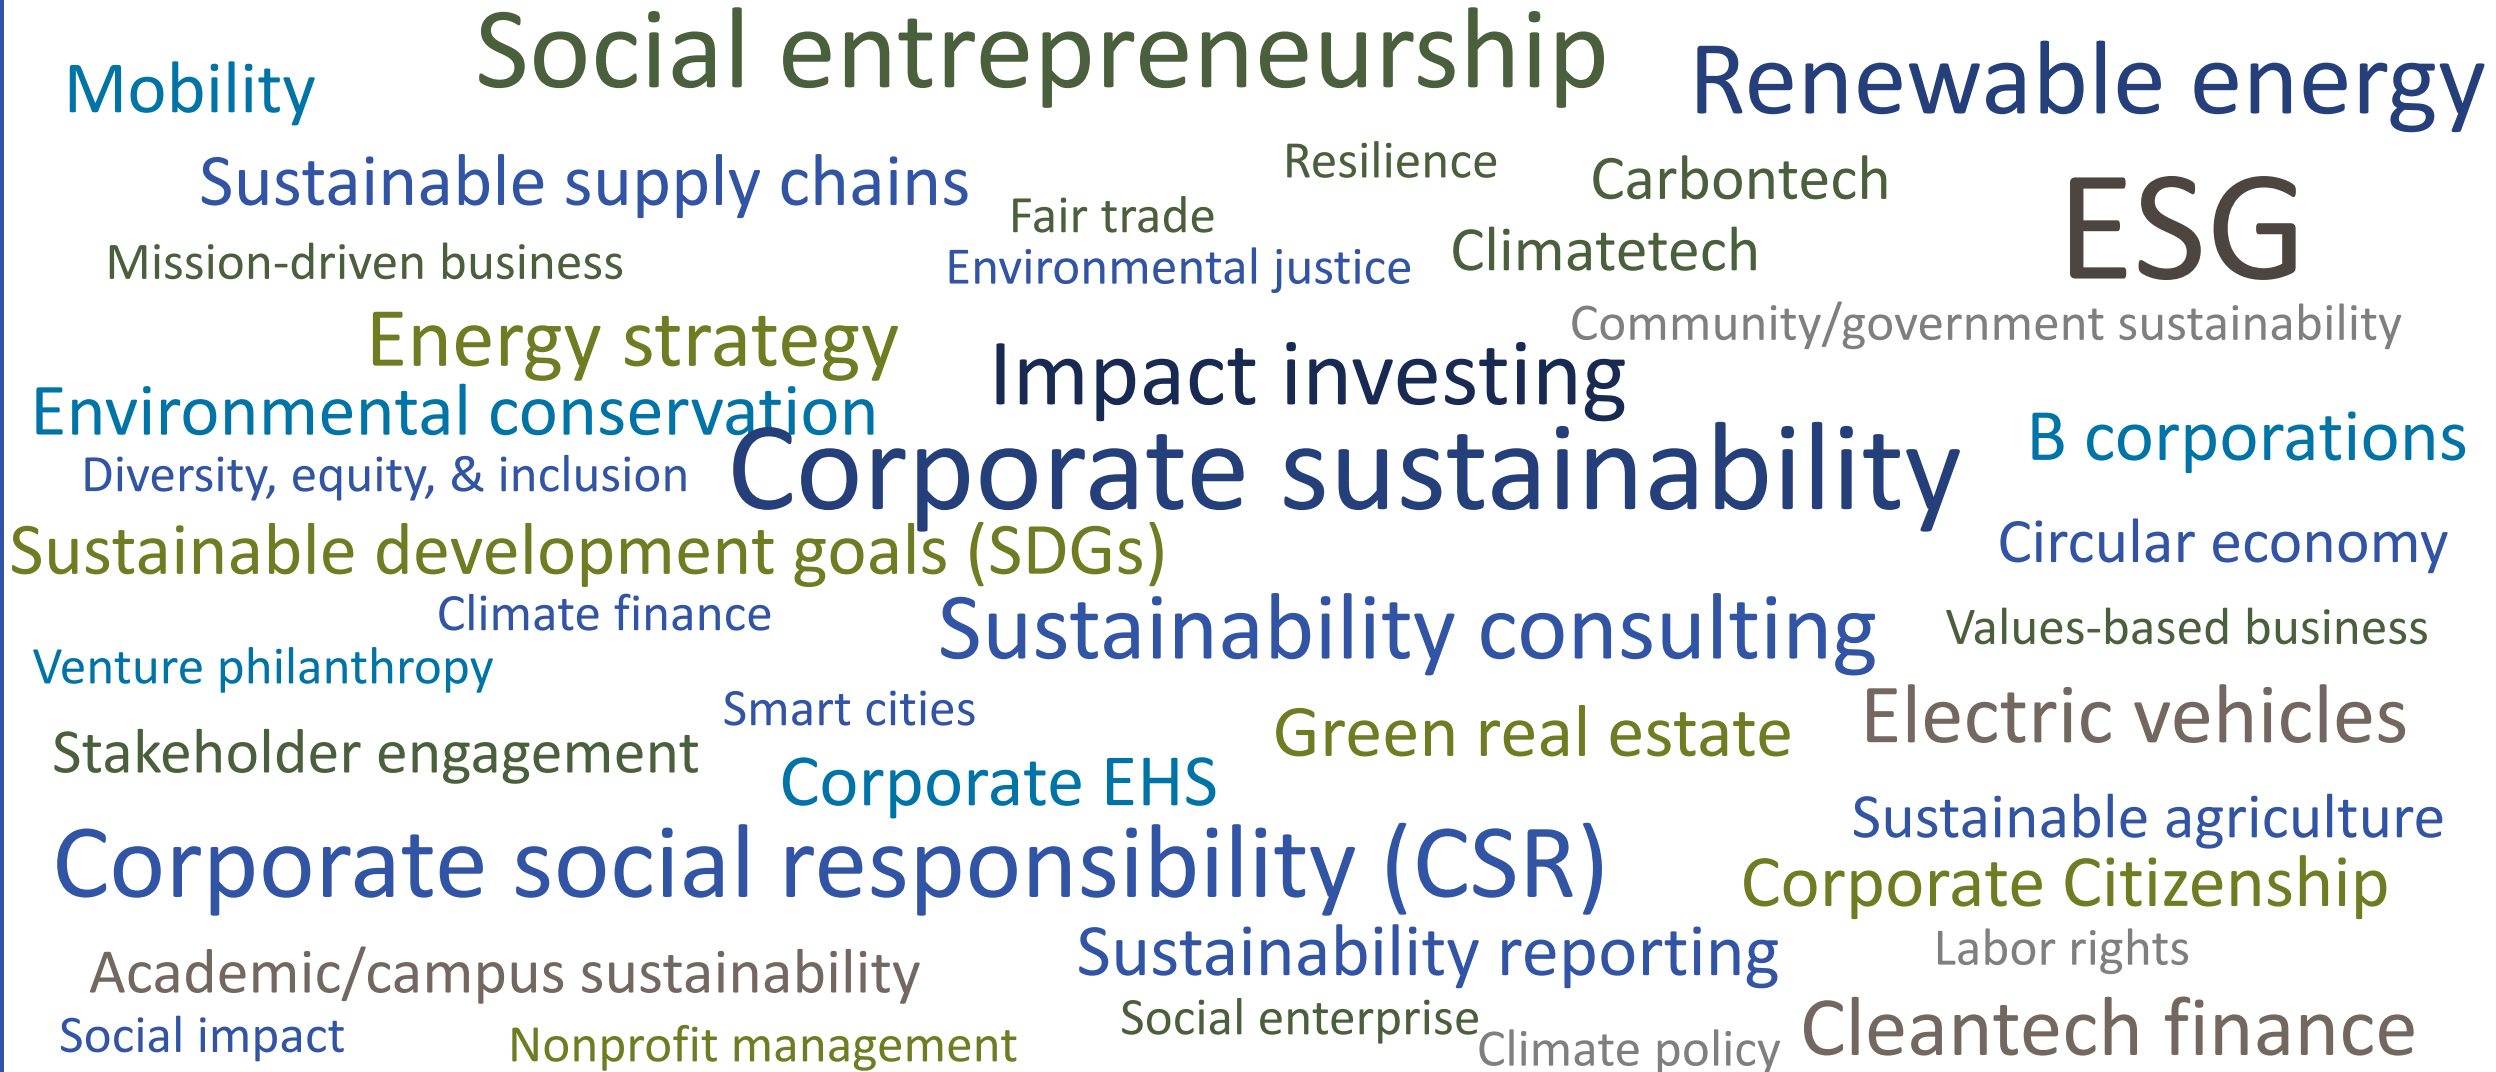 Social entrepreneurship
Mobility
Renewable energy
Sustainable supply chains
Resilience
Carbontech
Fair trade
ESG
Mission-driven business
Environmental justice
Climatetech
Community/government sustainability
Energy strategy
Impact investing
Environmental conservation
B corporations
Diversity, equity, & inclusion
Corporate sustainability
Sustainable development goals (SDGs)
Circular economy
Climate finance
Sustainability consulting
Values-based business
Venture philanthropy
Smart cities
Electric vehicles
Stakeholder engagement
Green real estate
Corporate EHS
Sustainable agriculture
Corporate social responsibility (CSR)
Corporate Citizenship
Academic/campus sustainability
Sustainability reporting
Labor rights
Social impact
Nonprofit management
Social enterprise
Climate policy
Cleantech finance